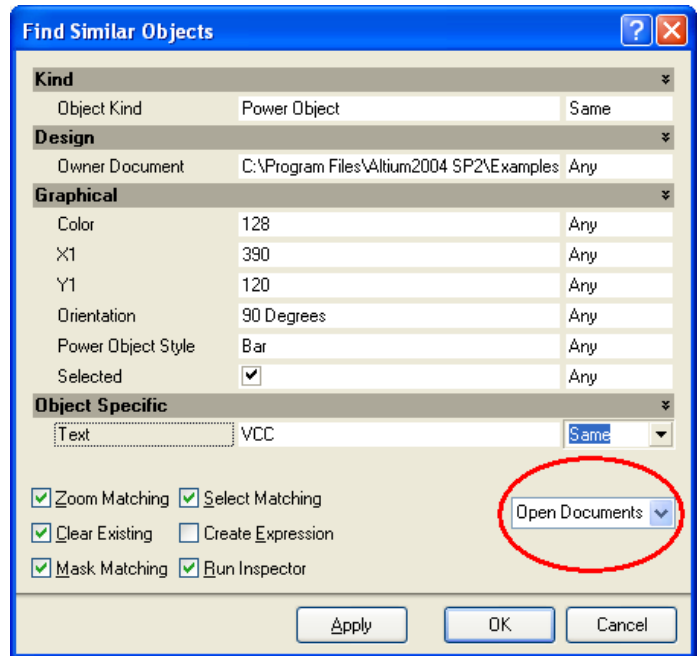 Find Similar Objects
Kind
Object Kind Power Object Same
Design
Owner Document C:\Program Files\Altium2004 SP2\Examples Any
Graphical
Color 128 Any
X1 390 Any
Y1 120 Any
Orientation 90 Degrees Any
Power Object Style Bar Any
Selected Any
Object Specific
Text VCC Same
Zoom Matching Select Matching
Open Documents
Clear Existing Create Expression
Mask Matching Run Inspector
Apply OK Cancel